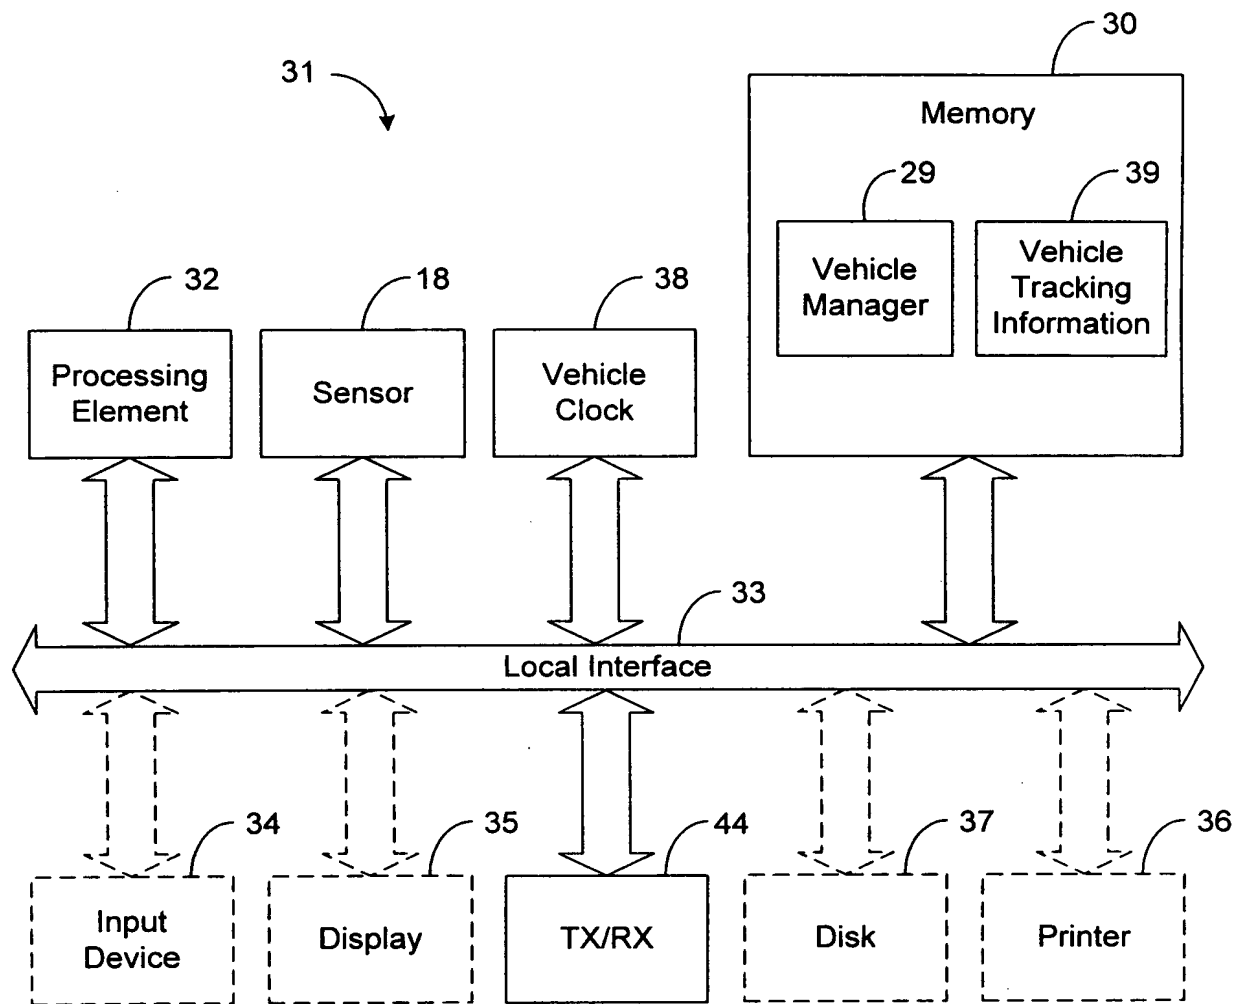 30
31
Memory
29
39
Vehicle
Manager
Vehicle
Tracking
Information
32
18
38
Processing
Element
Sensor
Vehicle
Clock
33
Local Interface
34
35
44
37
36
Input
Device
Display
TX/RX
Disk
Printer